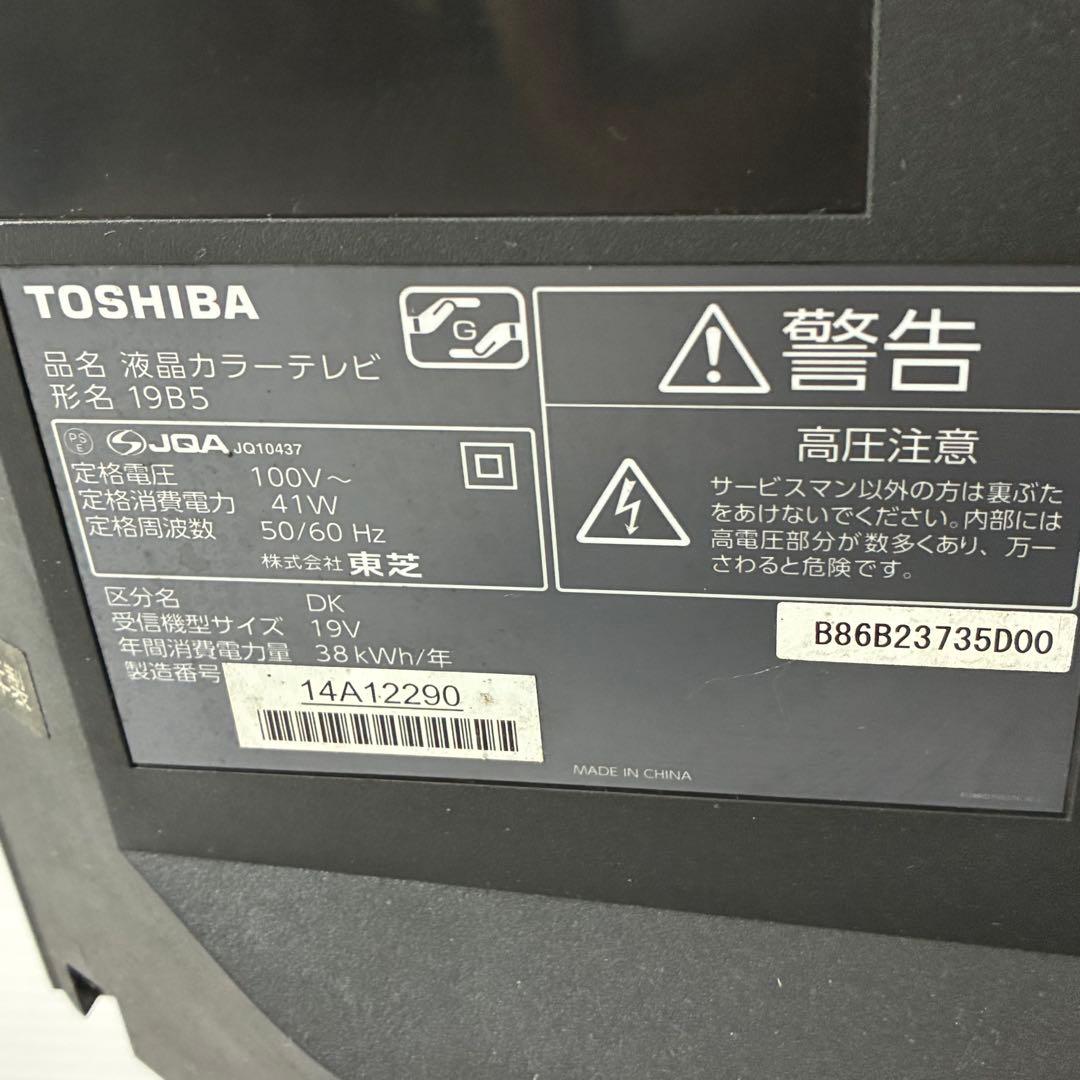 TOSHIBA
G
品名 液晶カラーテレビ
形名 19B5
PS
E
JQA JQ10437
定格電圧 100V～
定格消費電力 41W
定格周波数 50/60 Hz
株式会社 東芝
区分名 DK
受信機型サイズ 19V
年間消費電力量 38kWh/年
製造番号
14A12290
警告
高圧注意
サービスマン以外の方は裏ぶた
をあけないでください。内部には
高電圧部分が数多くあり、万一
さわると危険です。
B86B23735D00
MADE IN CHINA